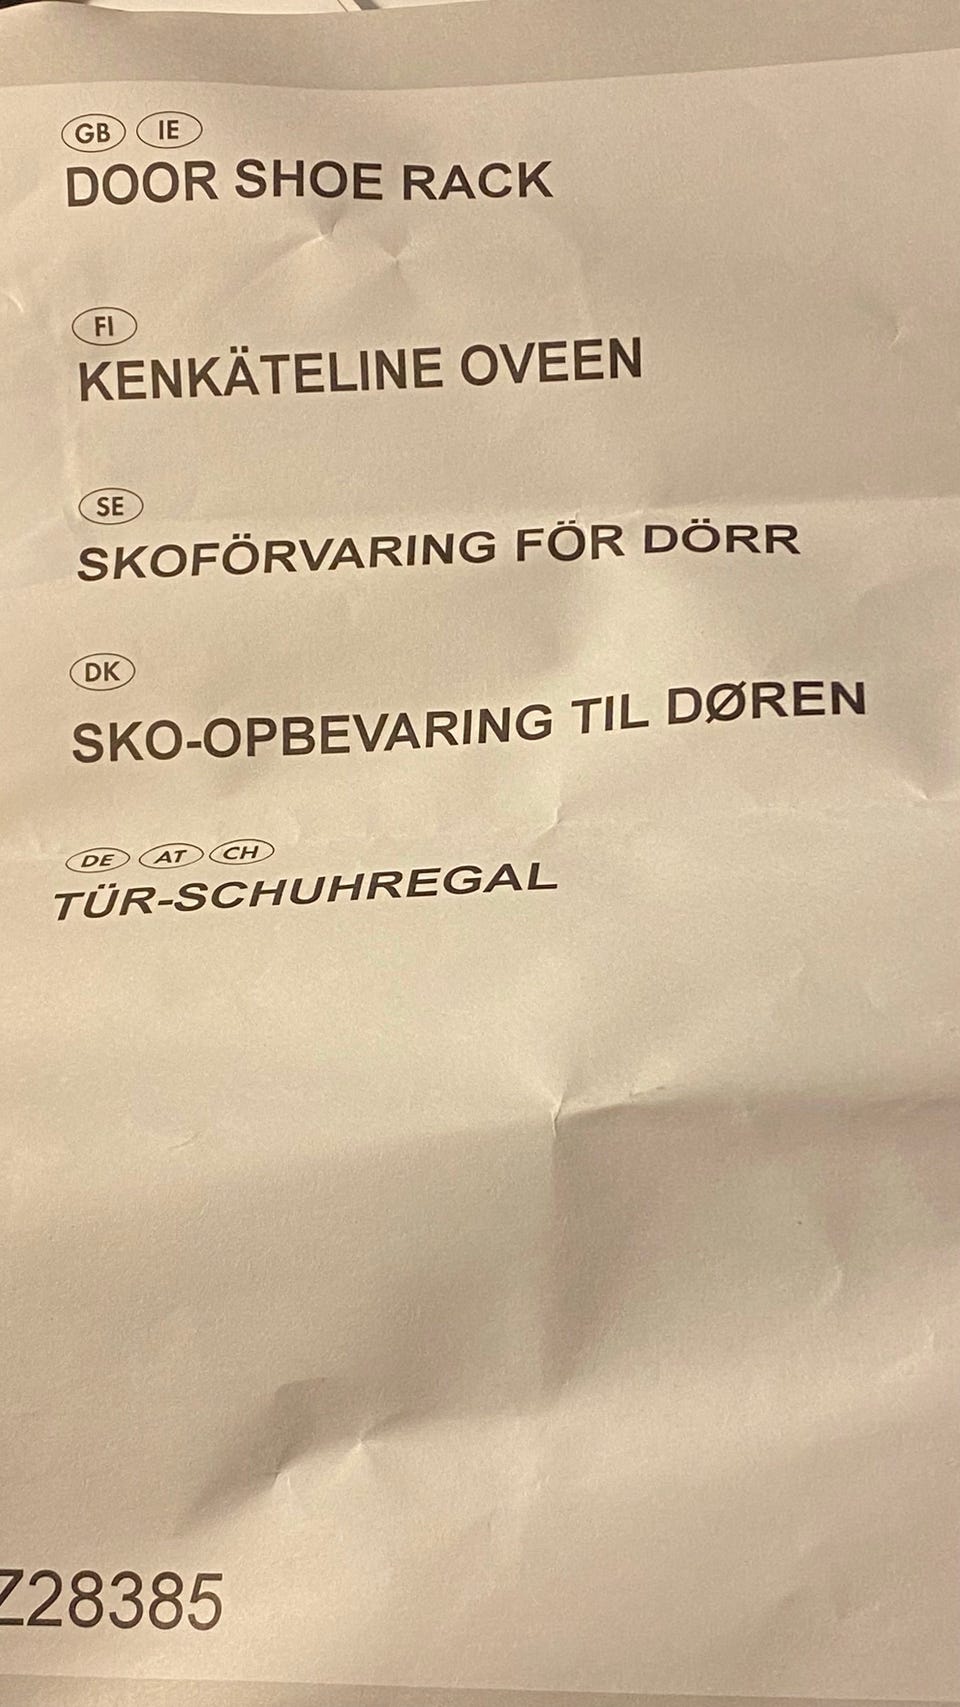 GB IE
DOOR SHOE RACK
FI
KENKÄTELINE OVEEN
SE
SKOFÖRVARING FÖR DÖRR
DK
SKO-OPBEVARING TIL DØREN
DE AT CH
TÜR-SCHUHREGAL
Z28385